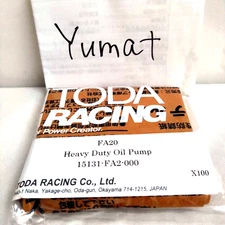 Yumat
TODA
RACING
Power Creator.
FA20
Heavy Duty Oil Pump
15131-FA2-000
X100
TODA RACING Co., Ltd.
Naka, Yakage-cho, Oda-gun, Okayama 714-1215, JAPAN